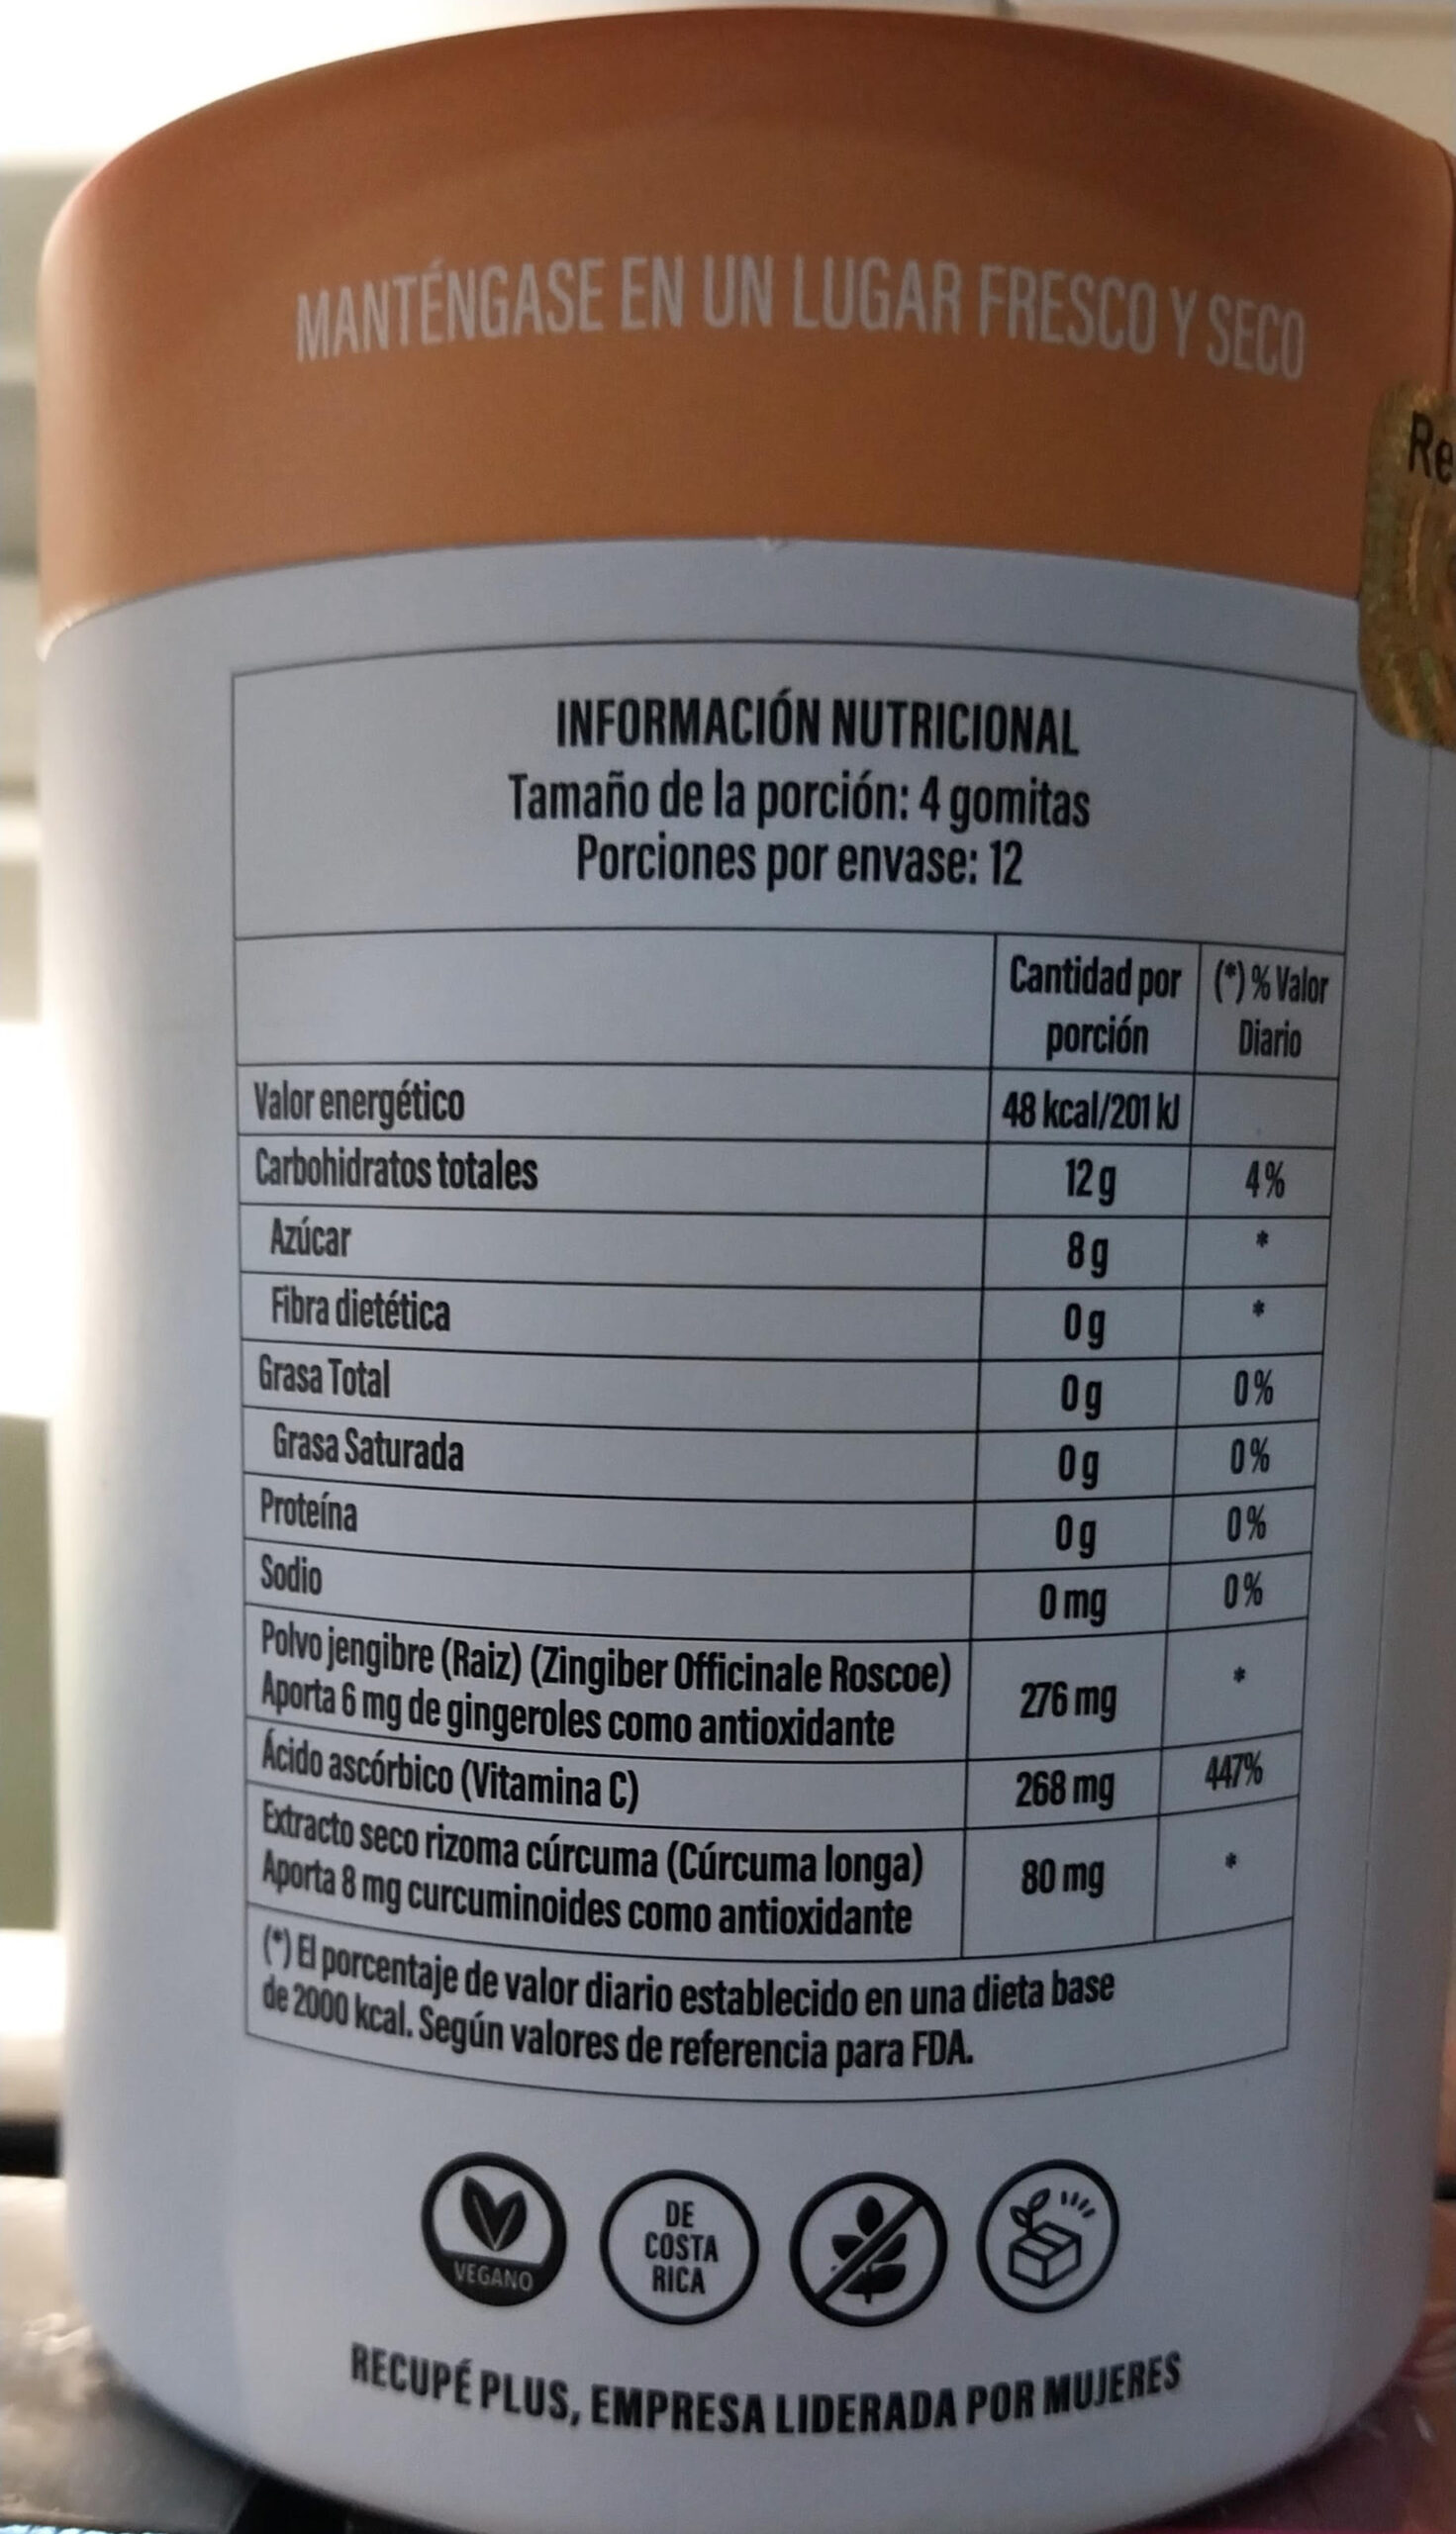 MANTÉNGASE EN UN LUGAR FRESCO Y SECO
Re
INFORMACIÓN NUTRICIONAL
Tamaño de la porción: 4 gomitas
Porciones por envase: 12
Cantidad por porción (*) % Valor Diario
Valor energético 48 kcal/201 kJ
Carbohidratos totales 12 g 4%
Azúcar 8 g *
Fibra dietética 0 g *
Grasa Total 0 g 0%
Grasa Saturada 0 g 0%
Proteína 0 g 0%
Sodio 0 mg 0%
Polvo jengibre (Raiz) (Zingiber Officinale Roscoe)
Aporta 6 mg de gingeroles como antioxidante 276 mg *
Ácido ascórbico (Vitamina C) 268 mg 447%
Extracto seco rizoma cúrcuma (Cúrcuma longa)
Aporta 8 mg curcuminoides como antioxidante 80 mg *
(*) El porcentaje de valor diario establecido en una dieta base
de 2000 kcal. Según valores de referencia para FDA.
VEGANO
DE
COSTA
RICA
RECUPÉ PLUS, EMPRESA LIDERADA POR MUJERES